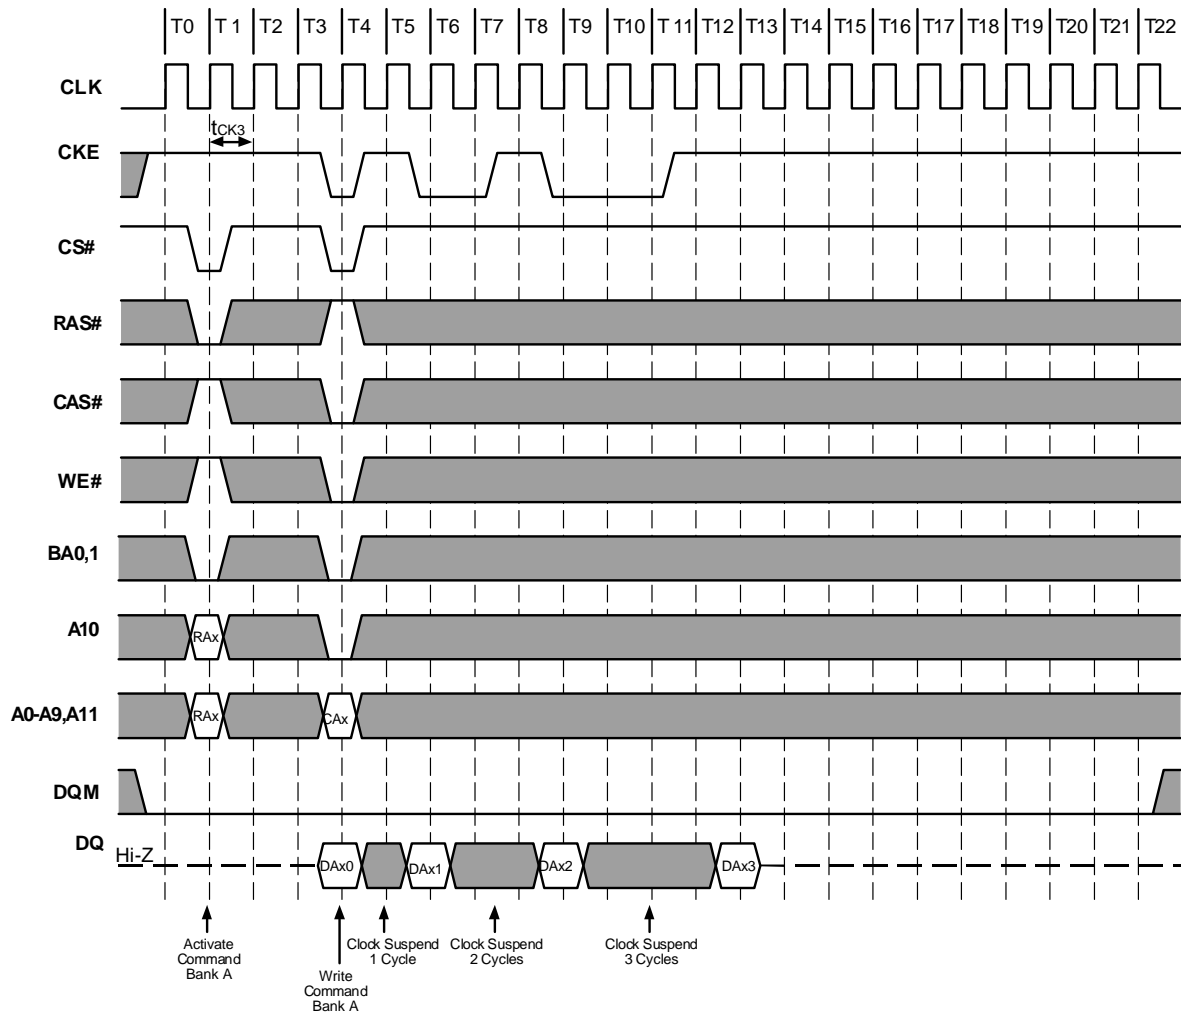 T0 T 1 T2 T3 T4 T5 T6 T7 T8 T9 T10 T 11 T12 T13 T14 T15 T16 T17 T18 T19 T20 T21 T22
CLK
tCK3
CKE
CS#
RAS#
CAS#
WE#
BA0,1
A10
RAx
A0-A9,A11
RAx CAx
DQM
DQ
Hi-Z
DAx0 DAx1 DAx2 DAx3
Activate
Command
Bank A
Write
Command
Bank A
Clock Suspend
1 Cycle
Clock Suspend
2 Cycles
Clock Suspend
3 Cycles